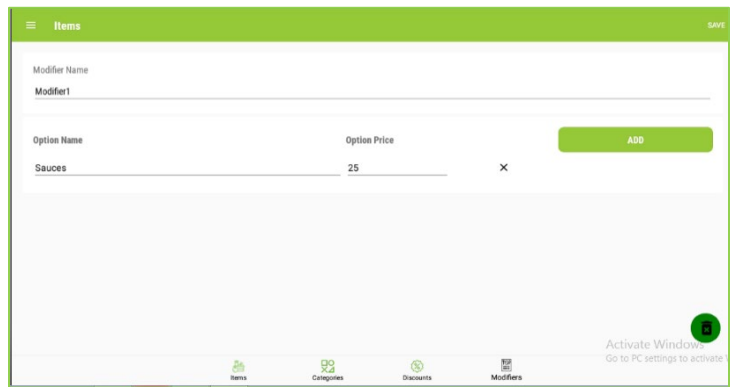 Items
SAVE
Modifier Name
Modifier1
Option Name Option Price ADD
Sauces 25 ×
Activate Windows
Go to PC settings to activate
Items Categories Discounts Modifiers